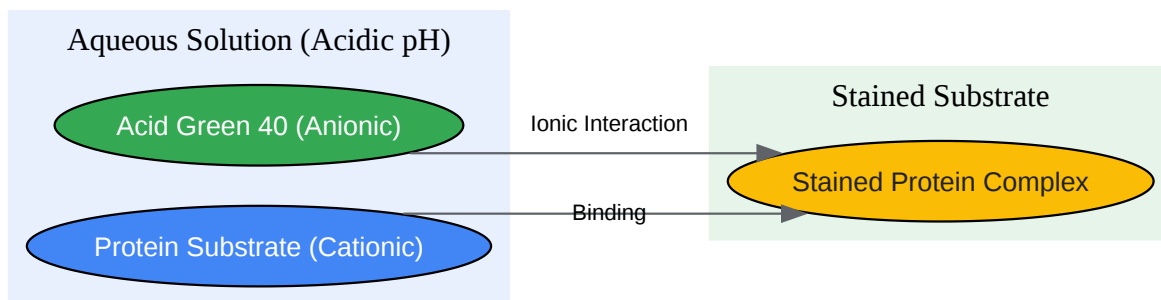 Aqueous Solution (Acidic pH)
Acid Green 40 (Anionic)
Protein Substrate (Cationic)
Ionic Interaction
Binding
Stained Substrate
Stained Protein Complex